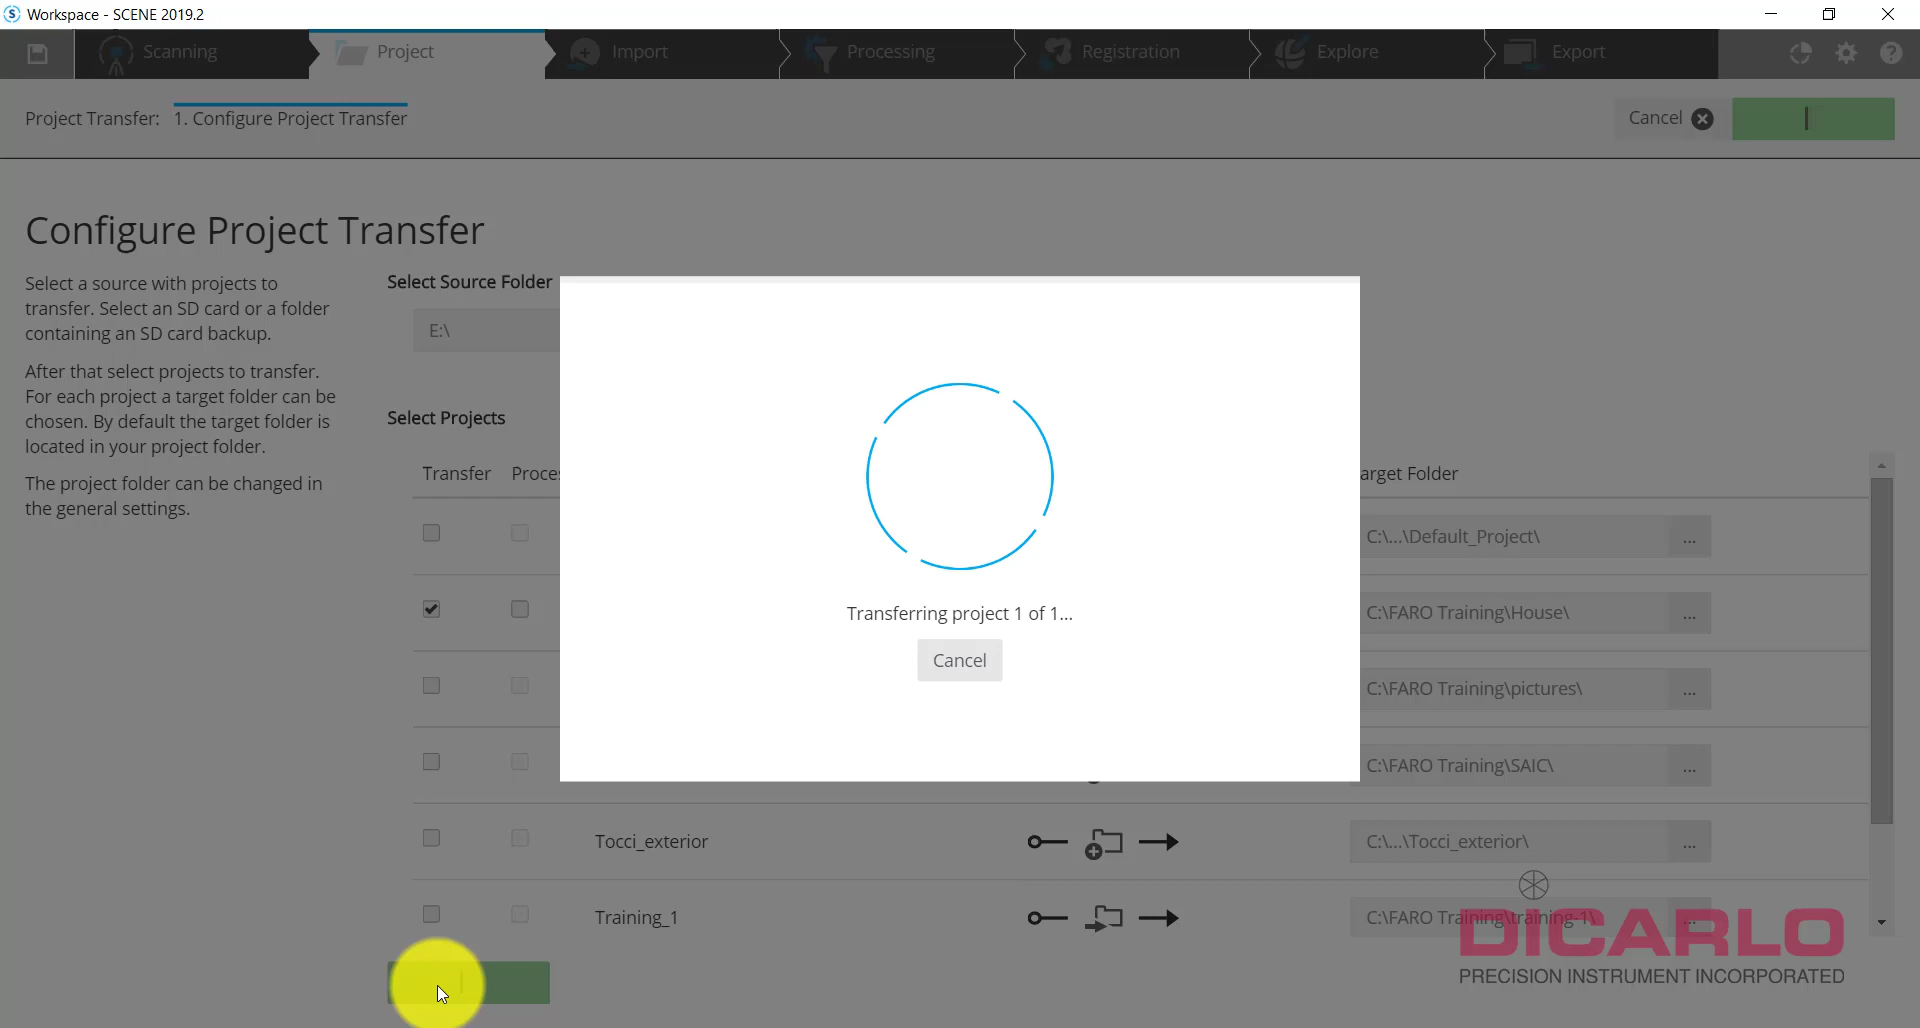 Workspace - SCENE 2019.2
Scanning
Project
Import
Processing
Registration
Explore
Export
Project Transfer: 1. Configure Project Transfer
Cancel
Configure Project Transfer
Select a source with projects to
transfer. Select an SD card or a folder
containing an SD card backup.
After that select projects to transfer.
For each project a target folder can be
chosen. By default the target folder is
located in your project folder.
The project folder can be changed in
the general settings.
Select Source Folder
E:\
Select Projects
Transfer Proce
arget Folder
C:\...\Default_Project\ ...
C:\FARO Training\House\ ...
C:\FARO Training\pictures\ ...
C:\FARO Training\SAIC\ ...
Tocci_exterior C:\...\Tocci_exterior\ ...
Training_1 C:\FARO Training\training-1\ ...
Transferring project 1 of 1...
Cancel
DICARLO
PRECISION INSTRUMENT INCORPORATED